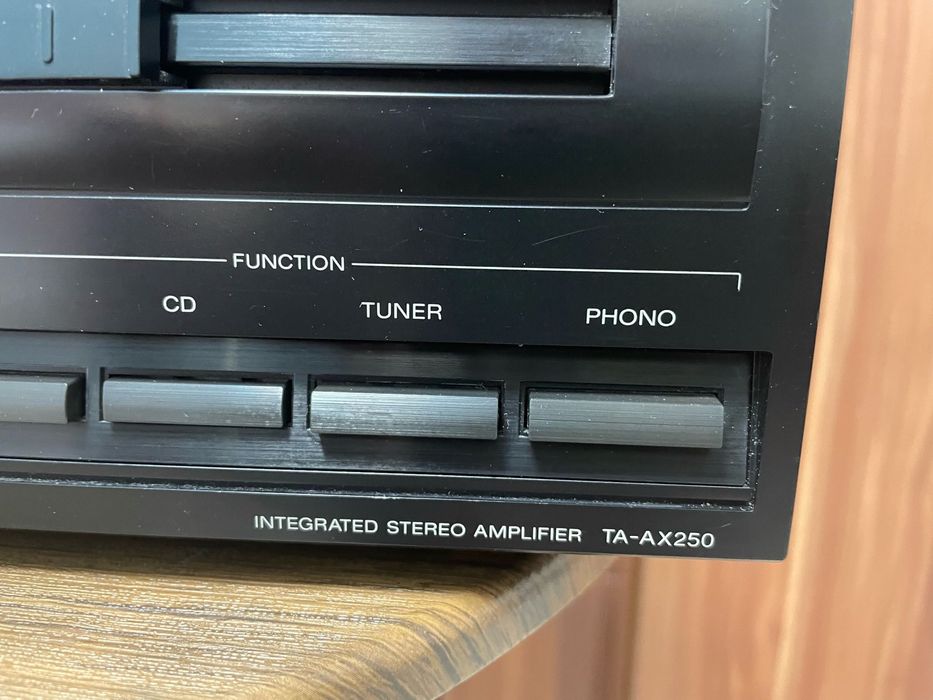 FUNCTION
CD TUNER PHONO
INTEGRATED STEREO AMPLIFIER TA-AX250